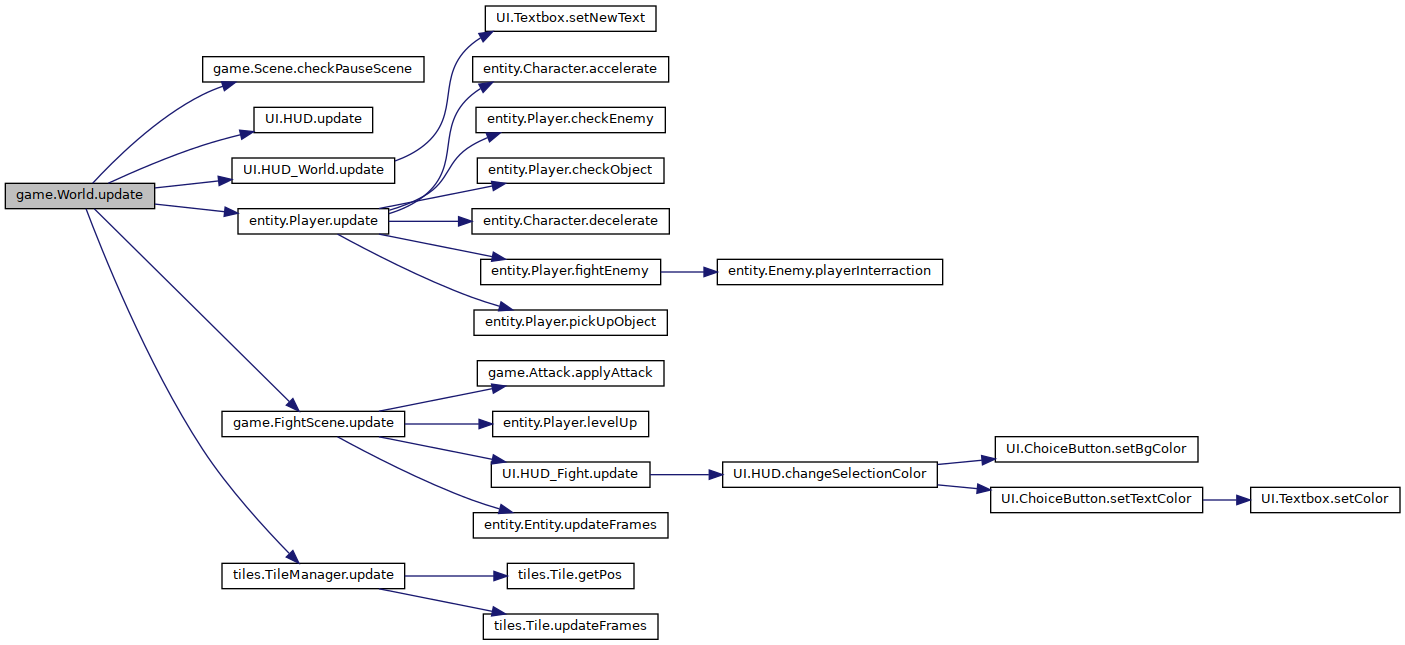 UI.Textbox.setNewText
game.Scene.checkPauseScene
entity.Character.accelerate
UI.HUD.update
entity.Player.checkEnemy
UI.HUD_World.update
entity.Player.checkObject
game.World.update
entity.Player.update
entity.Character.decelerate
entity.Player.fightEnemy
entity.Enemy.playerInterraction
entity.Player.pickUpObject
game.Attack.applyAttack
game.FightScene.update
entity.Player.levelUp
UI.ChoiceButton.setBgColor
UI.HUD_Fight.update
UI.HUD.changeSelectionColor
UI.ChoiceButton.setTextColor
UI.Textbox.setColor
entity.Entity.updateFrames
tiles.TileManager.update
tiles.Tile.getPos
tiles.Tile.updateFrames